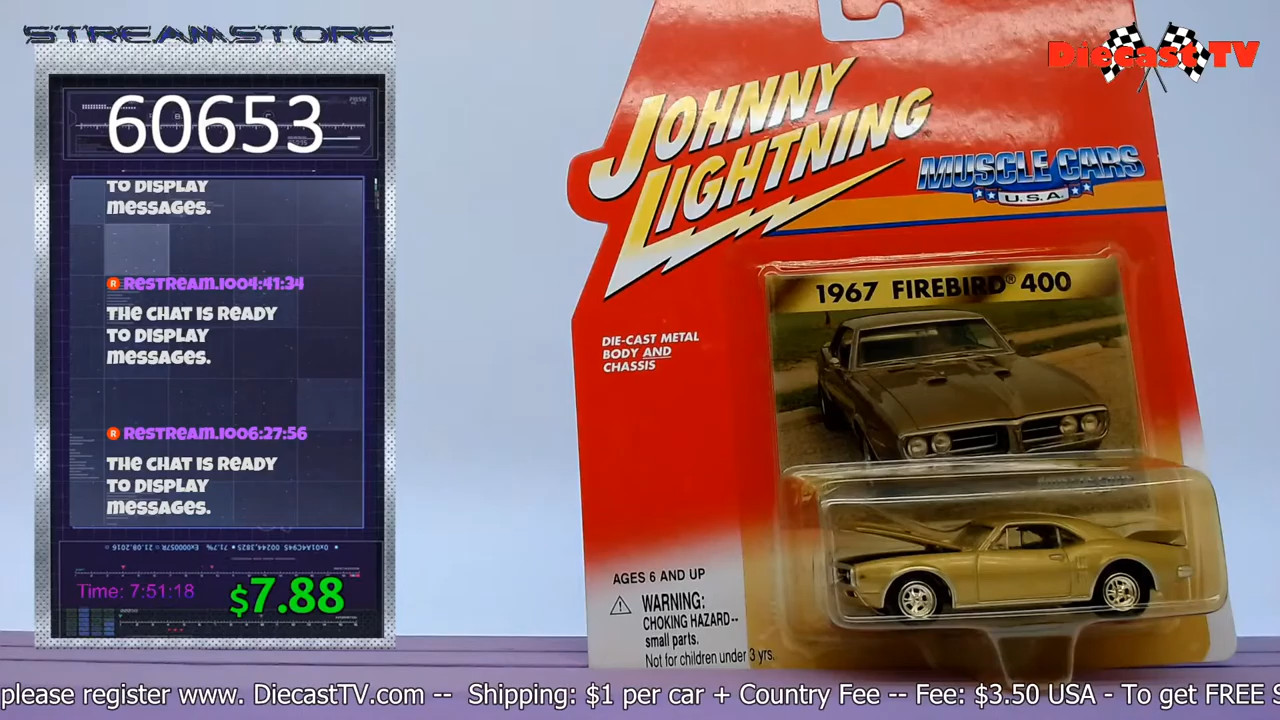 STREAMSTORE
60653
TO DISPLAY
MESSAGES.
RESTREAM.IO04:41:34
THE CHAT IS READY
TO DISPLAY
MESSAGES.
RESTREAM.IO06:27:56
THE CHAT IS READY
TO DISPLAY
MESSAGES.
Time: 7:51:18
$7.88
Diecast TV
JOHNNY
LIGHTNING
MUSCLE CARS
U.S.A.
1967 FIREBIRD® 400
DIE-CAST METAL
BODY AND
CHASSIS
AGES 6 AND UP
WARNING:
CHOKING HAZARD--
small parts.
Not for children under 3 yrs.
please register www. DiecastTV.com -- Shipping: $1 per car + Country Fee -- Fee: $3.50 USA - To get FREE S